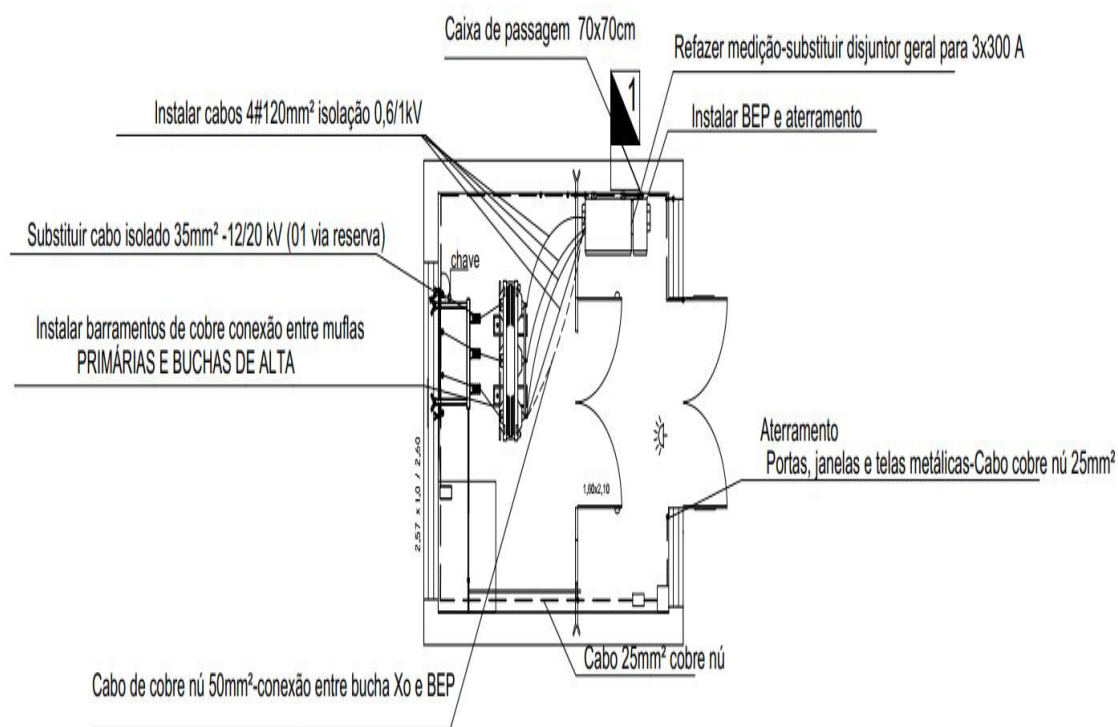 Caixa de passagem 70x70cm
Refazer medição-substituir disjuntor geral para 3x300 A
1
Instalar cabos 4#120mm² isolação 0,6/1kV
Instalar BEP e aterramento
Substituir cabo isolado 35mm² -12/20 kV (01 via reserva)
chave
Instalar barramentos de cobre conexão entre muflas
PRIMÁRIAS E BUCHAS DE ALTA
Aterramento
Portas, janelas e telas metálicas-Cabo cobre nú 25mm²
1,60x2,10
2,57 x 1,0 / 2,60
Cabo 25mm² cobre nú
Cabo de cobre nú 50mm²-conexão entre bucha Xo e BEP